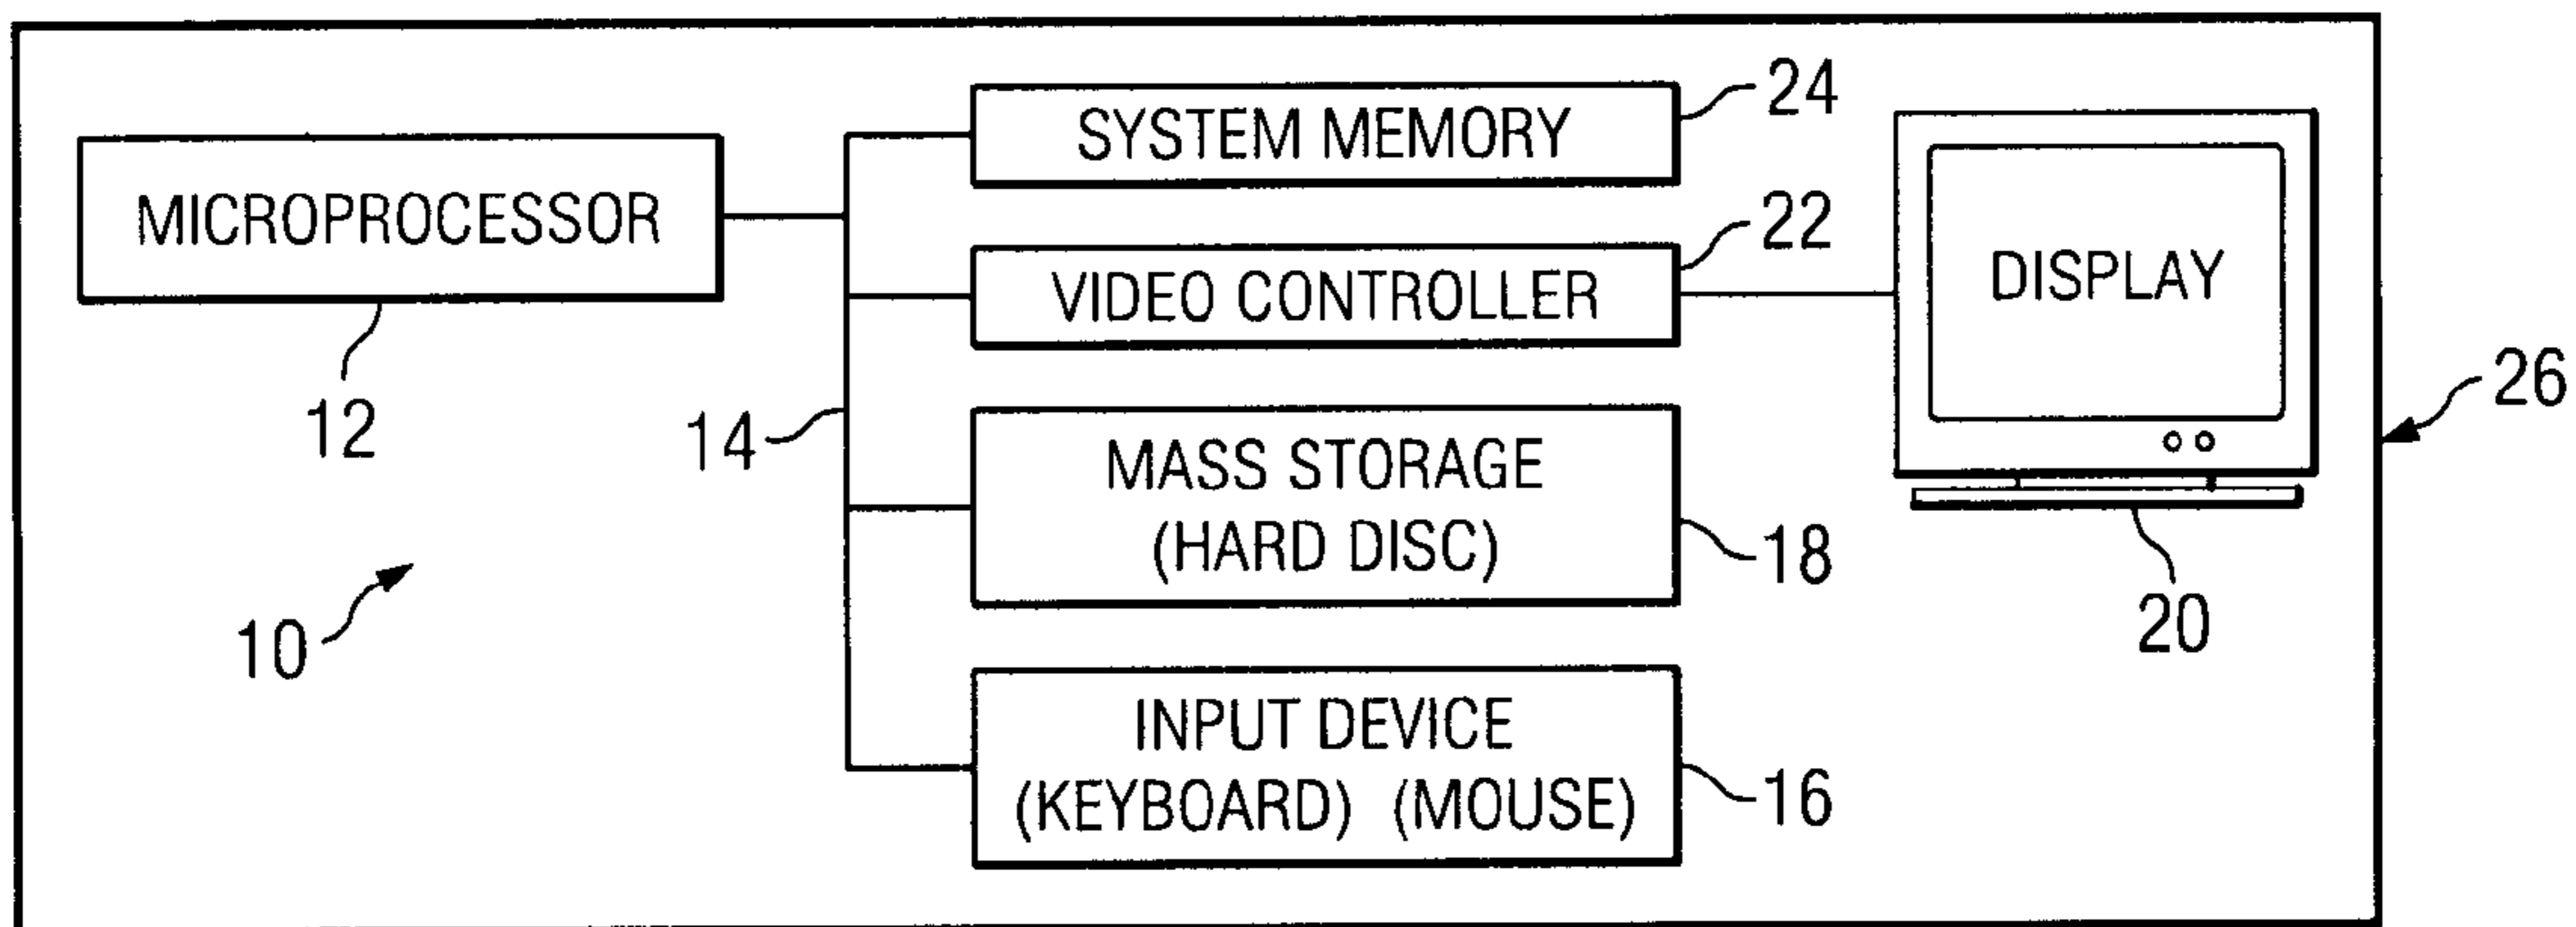 SYSTEM MEMORY
24
MICROPROCESSOR
12
VIDEO CONTROLLER
22
DISPLAY
20
26
14
MASS STORAGE
(HARD DISC)
18
10
INPUT DEVICE
(KEYBOARD) (MOUSE)
16